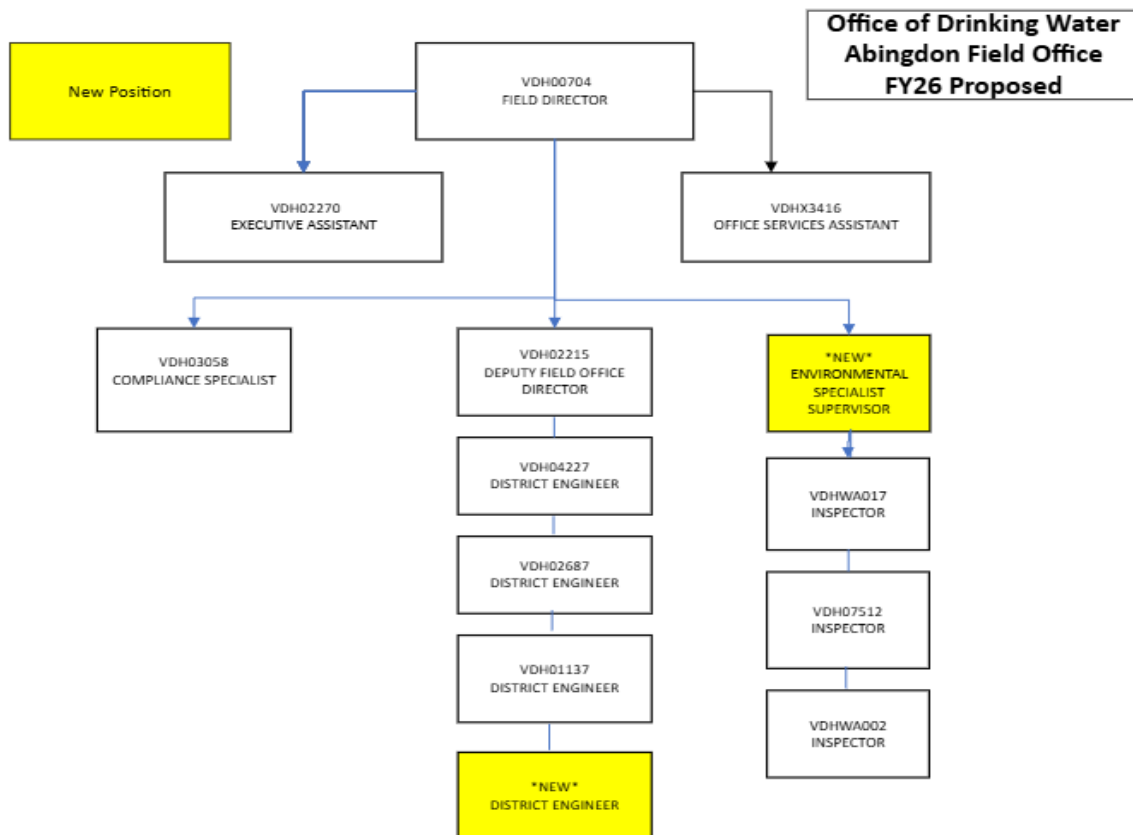 Office of Drinking Water
Abingdon Field Office
FY26 Proposed
New Position
VDH00704
FIELD DIRECTOR
VDH02270
EXECUTIVE ASSISTANT
VDHX3416
OFFICE SERVICES ASSISTANT
VDH03058
COMPLIANCE SPECIALIST
VDH02215
DEPUTY FIELD OFFICE
DIRECTOR
*NEW*
ENVIRONMENTAL
SPECIALIST
SUPERVISOR
VDH04227
DISTRICT ENGINEER
VDH02687
DISTRICT ENGINEER
VDH01137
DISTRICT ENGINEER
*NEW*
DISTRICT ENGINEER
VDHWA017
INSPECTOR
VDH07512
INSPECTOR
VDHWA002
INSPECTOR